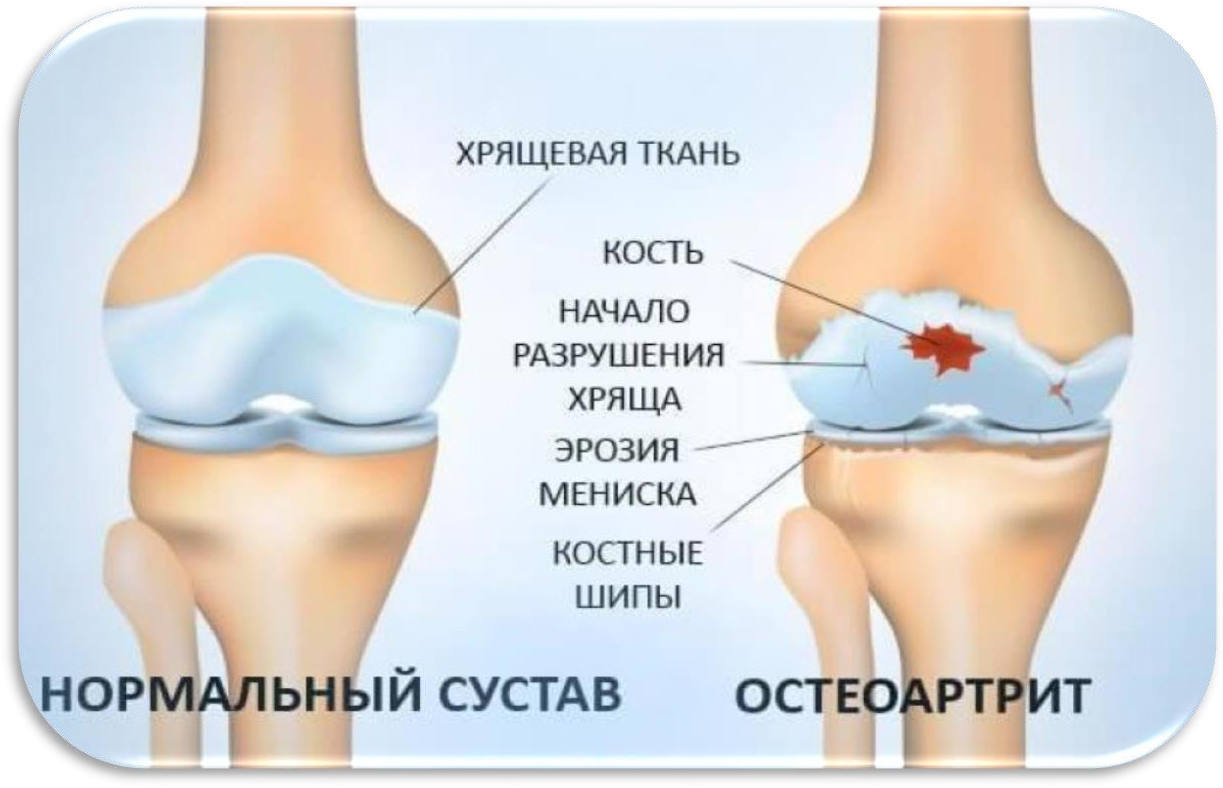 ХРЯЩЕВАЯ ТКАНЬ
КОСТЬ
НАЧАЛО
РАЗРУШЕНИЯ
ХРЯЩА
ЭРОЗИЯ
МЕНИСКА
КОСТНЫЕ
ШИПЫ
НОРМАЛЬНЫЙ СУСТАВ
ОСТЕОАРТРИТ